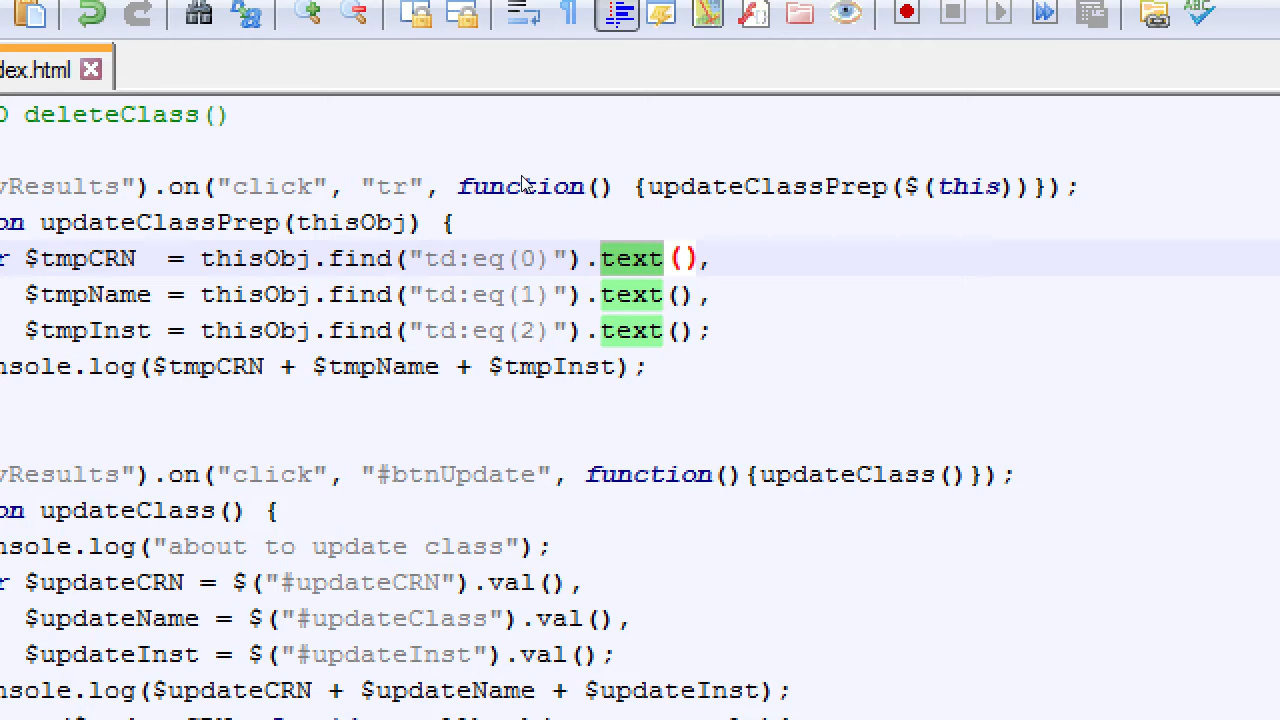 ABC
dex.html
deleteClass()
vResults").on("click", "tr", function() {updateClassPrep($(this))});
on updateClassPrep(thisObj) {
r $tmpCRN  = thisObj.find("td:eq(0)").text(),
$tmpName = thisObj.find("td:eq(1)").text(),
$tmpInst = thisObj.find("td:eq(2)").text();
nsole.log($tmpCRN + $tmpName + $tmpInst);
vResults").on("click", "#btnUpdate", function(){updateClass()});
on updateClass() {
nsole.log("about to update class");
r $updateCRN = $("#updateCRN").val(),
$updateName = $("#updateClass").val(),
$updateInst = $("#updateInst").val();
nsole.log($updateCRN + $updateName + $updateInst);